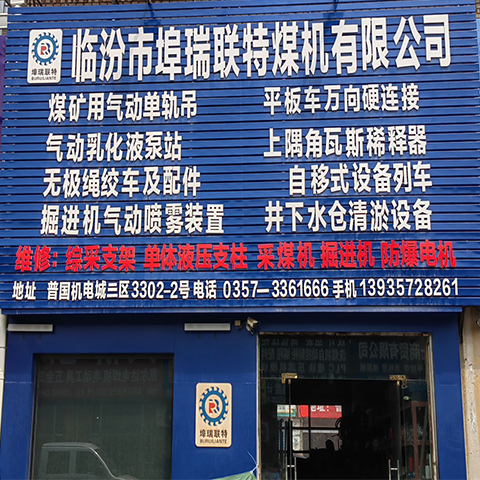 临汾市埠瑞联特煤机有限公司
埠瑞联特
BURUILIANTE
煤矿用气动单轨吊 平板车万向硬连接
气动乳化液泵站 上隅角瓦斯稀释器
无极绳绞车及配件 自移式设备列车
掘进机气动喷雾装置 井下水仓清淤设备
维修: 综采支架 单体液压支柱 采煤机 掘进机 防爆电机
地址 普国机电城三区3302-2号 电话 0357-3361666 手机 13935728261
埠瑞联特
BURUILIANTE